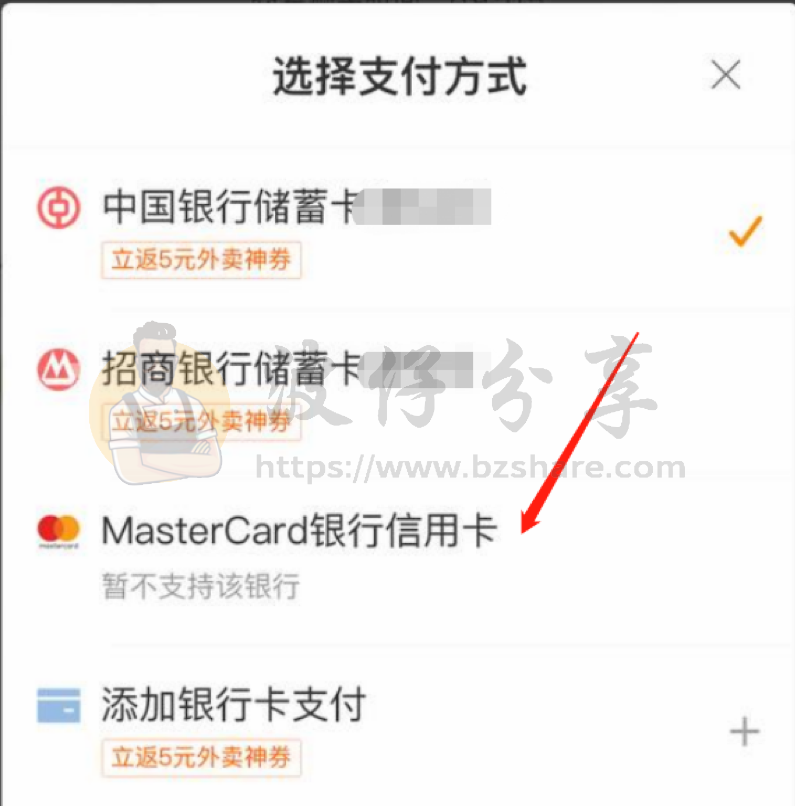 选择支付方式
中国银行储蓄卡
立返5元外卖神券
招商银行储蓄卡
立返5元外卖神券
彼得分享
https://www.bzshare.com
MasterCard银行信用卡
mastercard
暂不支持该银行
添加银行卡支付
立返5元外卖神券